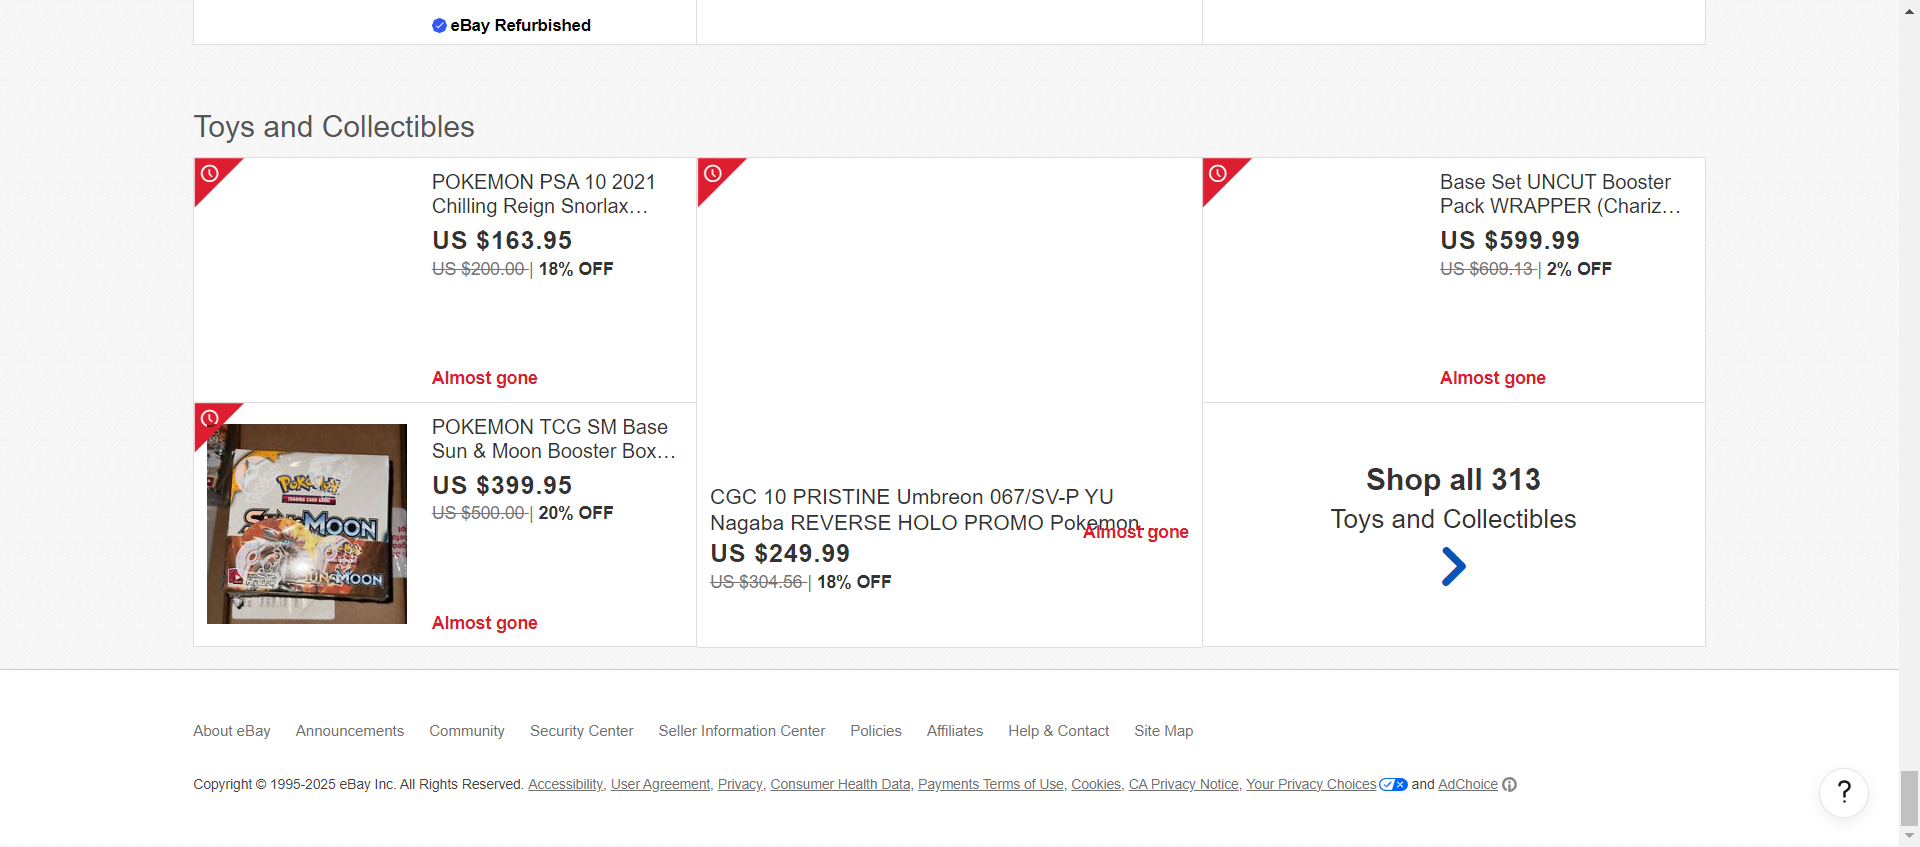 eBay Refurbished
Toys and Collectibles
POKEMON PSA 10 2021
Chilling Reign Snorlax…
US $163.95
US $200.00 | 18% OFF
Almost gone
POKEMON TCG SM Base
Sun & Moon Booster Box…
US $399.95
US $500.00 | 20% OFF
Almost gone
POKéMON
TRADING CARD GAME
SUN & MOON
SUN & MOON
CGC 10 PRISTINE Umbreon 067/SV-P YU
Nagaba REVERSE HOLO PROMO Pokemon
Almost gone
US $249.99
US $304.56 | 18% OFF
Base Set UNCUT Booster
Pack WRAPPER (Chariz…
US $599.99
US $609.13 | 2% OFF
Almost gone
Shop all 313
Toys and Collectibles
About eBay Announcements Community Security Center Seller Information Center Policies Affiliates Help & Contact Site Map
Copyright © 1995-2025 eBay Inc. All Rights Reserved. Accessibility, User Agreement, Privacy, Consumer Health Data, Payments Terms of Use, Cookies, CA Privacy Notice, Your Privacy Choices and AdChoice
?